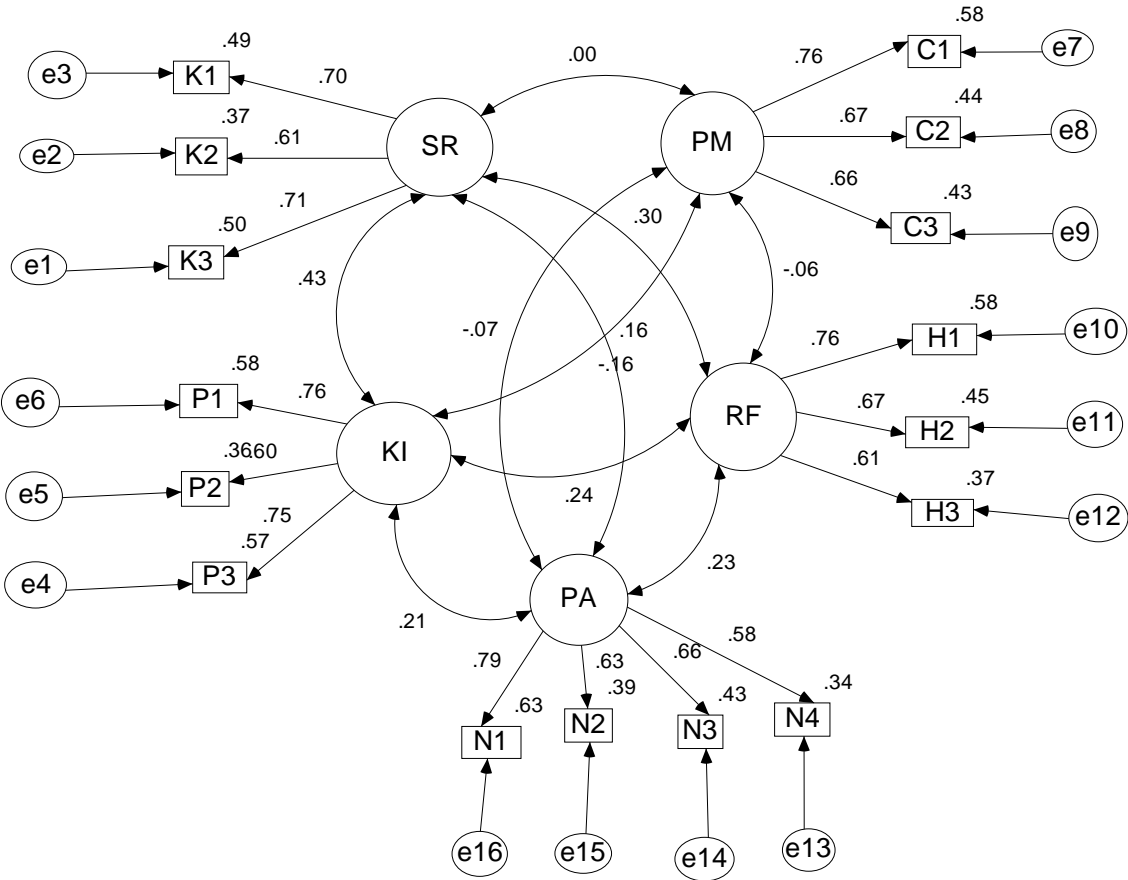 .58
.49
.00
C1
e7
e3
K1
.76
.70
.44
.37
.67
C2
e8
SR
PM
e2
K2
.61
.66
.43
.71
.30
C3
e9
.50
e1
K3
.43
-.06
.58
-.07
.16
H1
e10
.76
-.16
.58
.76
.45
e6
P1
.67
e11
RF
H2
KI
.36
.60
.61
.37
e5
P2
.24
H3
e12
.75
.57
.23
e4
P3
PA
.21
.58
.79
.63
.66
.39
.43
.34
.63
N1
N2
N3
N4
e16
e15
e14
e13